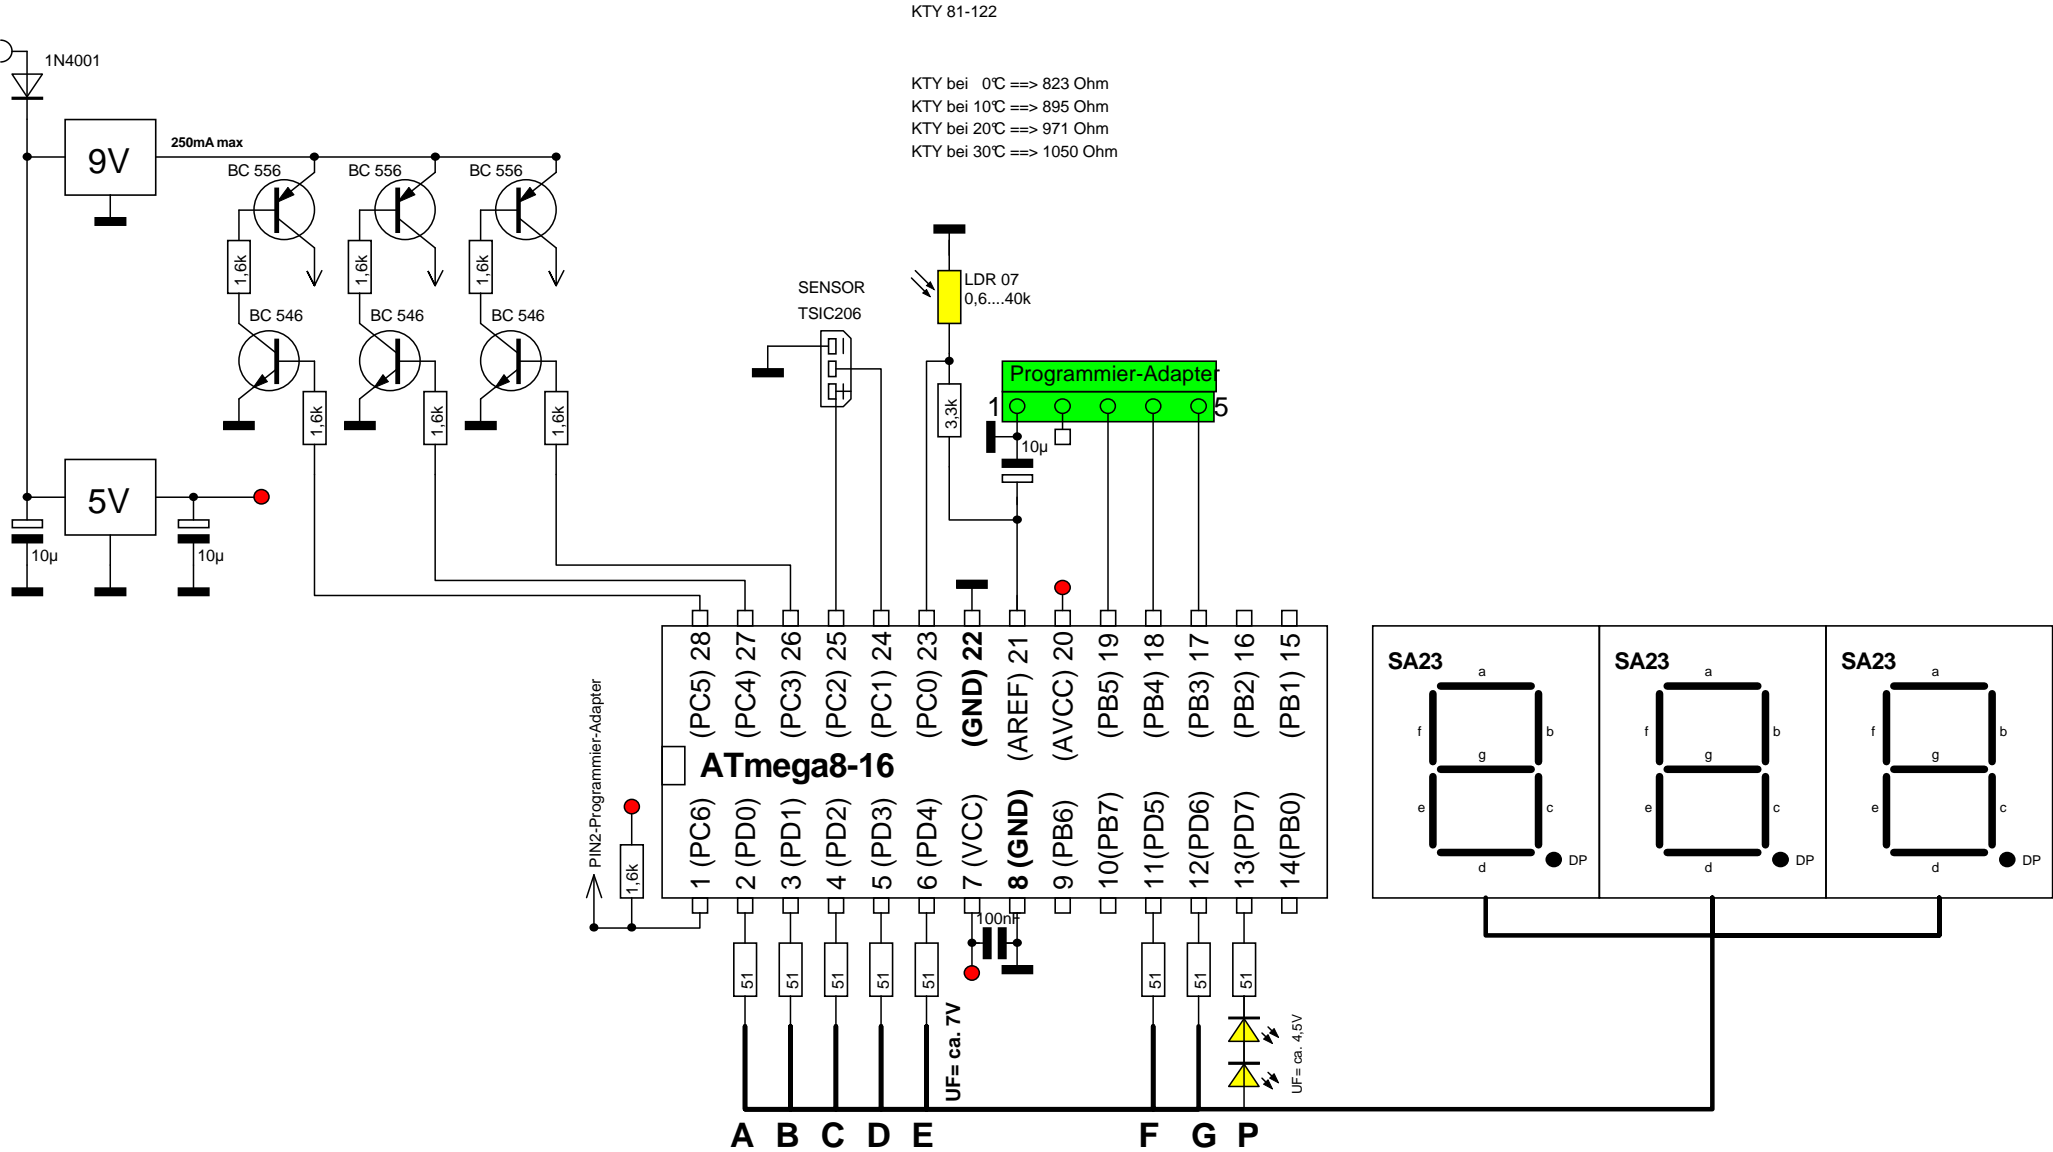 KTY 81-122
1N4001
KTY bei 0°C ==> 823 Ohm
KTY bei 10°C ==> 895 Ohm
KTY bei 20°C ==> 971 Ohm
KTY bei 30°C ==> 1050 Ohm
9V
250mA max
BC 556
BC 556
BC 556
1,6k
1,6k
1,6k
BC 546
BC 546
BC 546
1,6k
1,6k
1,6k
SENSOR
TSIC206
LDR 07
0,6....40k
3,3k
Programmier-Adapter
1
5
10µ
5V
10µ
10µ
(PC5) 28
(PC4) 27
(PC3) 26
(PC2) 25
(PC1) 24
(PC0) 23
(GND) 22
(AREF) 21
(AVCC) 20
(PB5) 19
(PB4) 18
(PB3) 17
(PB2) 16
(PB1) 15
ATmega8-16
PIN2-Programmier-Adapter
1,6k
1 (PC6)
2 (PD0)
3 (PD1)
4 (PD2)
5 (PD3)
6 (PD4)
7 (VCC)
8 (GND)
9 (PB6)
10(PB7)
11(PD5)
12(PD6)
13(PD7)
14(PB0)
100nF
51
51
51
51
51
51
51
51
UF= ca. 7V
UF= ca. 4,5V
A B C D E F G P
SA23
a
f
b
g
e
c
d
DP
SA23
a
f
b
g
e
c
d
DP
SA23
a
f
b
g
e
c
d
DP